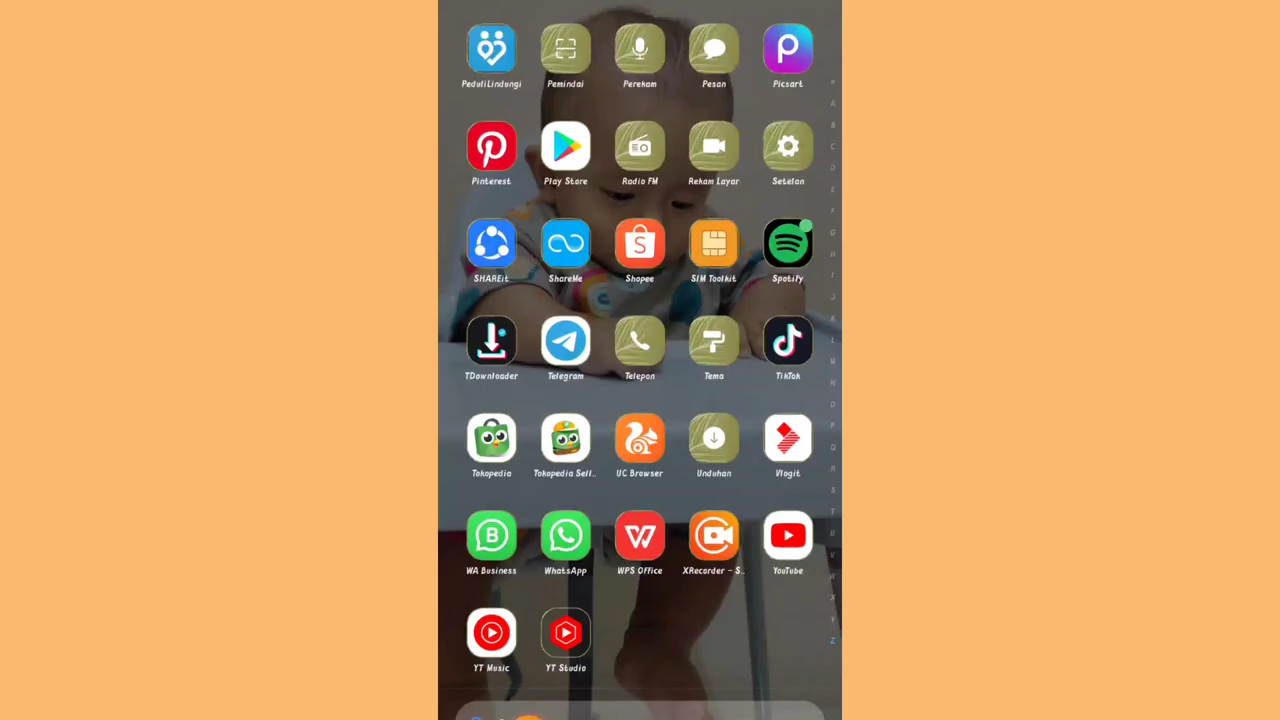 PeduliLindungi Pemindai Perekam Pesan Picsart
Pinterest Play Store Radio FM Rekam Layar Setelan
SHAREit ShareMe Shopee SIM Toolkit Spotify
TDownloader Telegram Telepon Tema TikTok
Tokopedia Tokopedia Sell.. UC Browser Unduhan Vlogit
WA Business WhatsApp WPS Office XRecorder - S.. YouTube
YT Music YT Studio